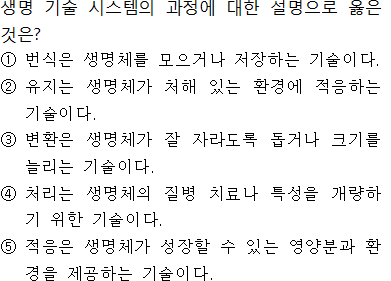 생명 기술 시스템의 과정에 대한 설명으로 옳은
것은?
① 번식은 생명체를 모으거나 저장하는 기술이다.
② 유지는 생명체가 처해 있는 환경에 적응하는
기술이다.
③ 변환은 생명체가 잘 자라도록 돕거나 크기를
늘리는 기술이다.
④ 처리는 생명체의 질병 치료나 특성을 개량하
기 위한 기술이다.
⑤ 적응은 생명체가 성장할 수 있는 영양분과 환
경을 제공하는 기술이다.